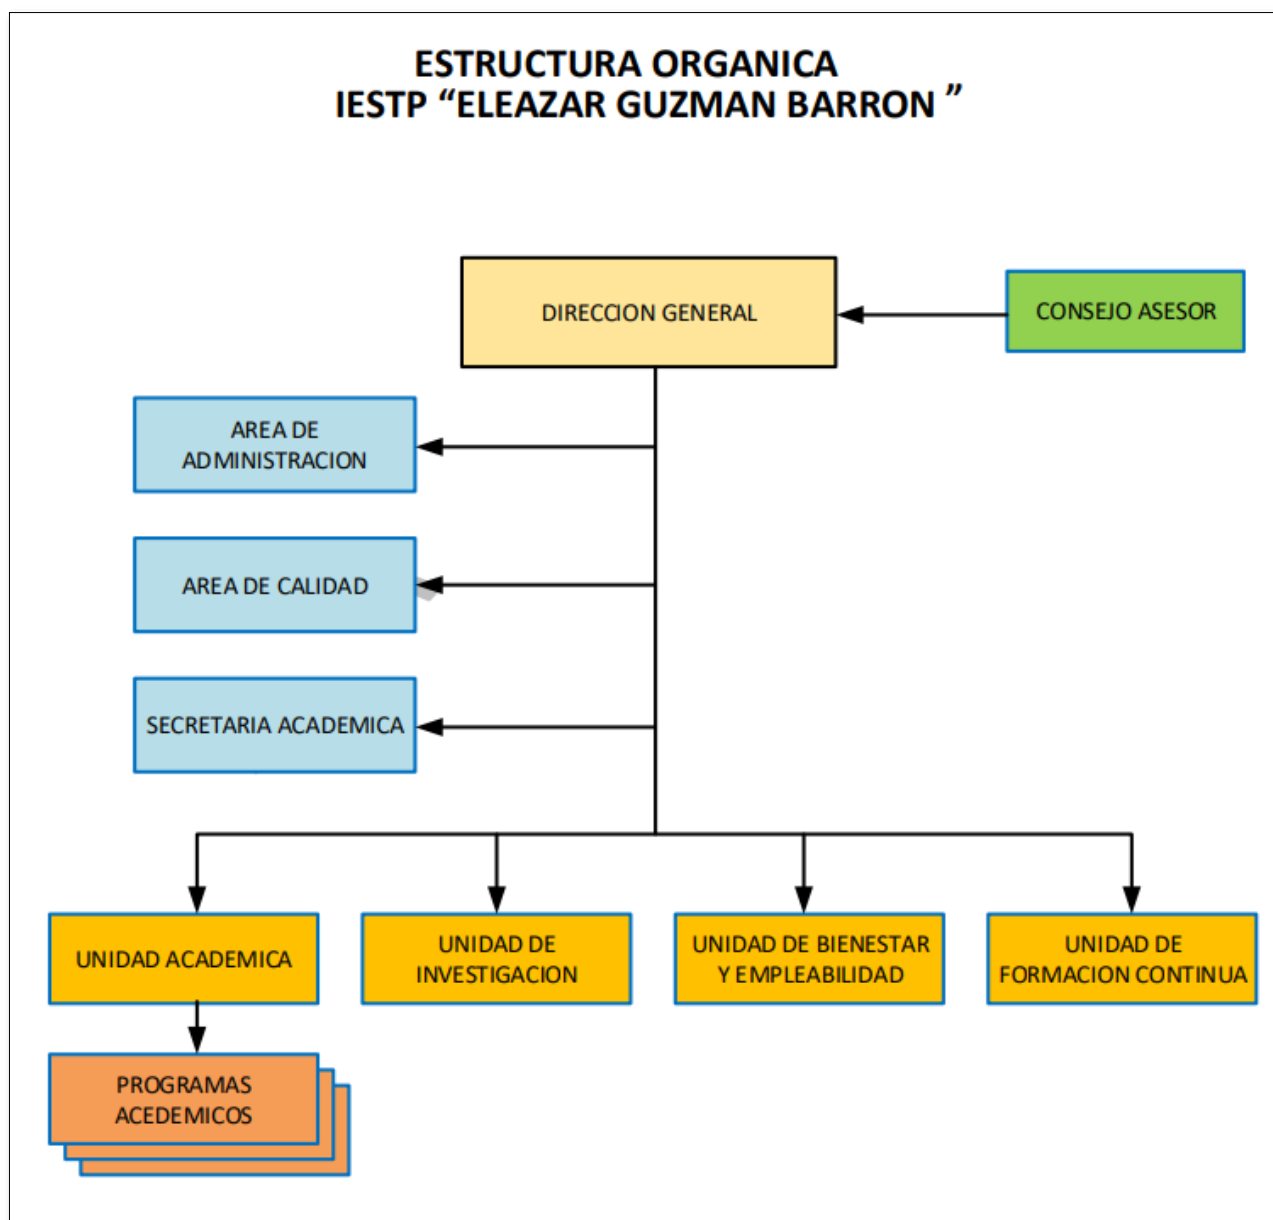 ESTRUCTURA ORGANICA
IESTP “ELEAZAR GUZMAN BARRON ”
DIRECCION GENERAL
CONSEJO ASESOR
AREA DE
ADMINISTRACION
AREA DE CALIDAD
SECRETARIA ACADEMICA
UNIDAD ACADEMICA
UNIDAD DE
INVESTIGACION
UNIDAD DE BIENESTAR
Y EMPLEABILIDAD
UNIDAD DE
FORMACION CONTINUA
PROGRAMAS
ACEDEMICOS